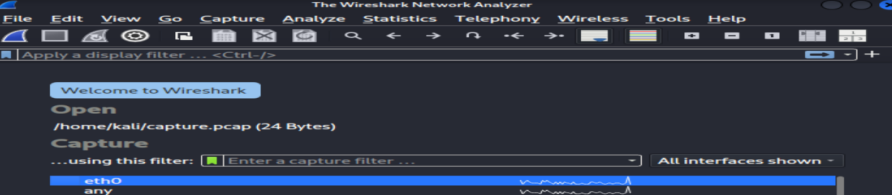 The Wireshark Network Analyzer
File Edit View Go Capture Analyze Statistics Telephony Wireless Tools Help
Apply a display filter ... <Ctrl-/>
Welcome to Wireshark
Open
/home/kali/capture.pcap (24 Bytes)
Capture
...using this filter: Enter a capture filter ... All interfaces shown
eth0
any